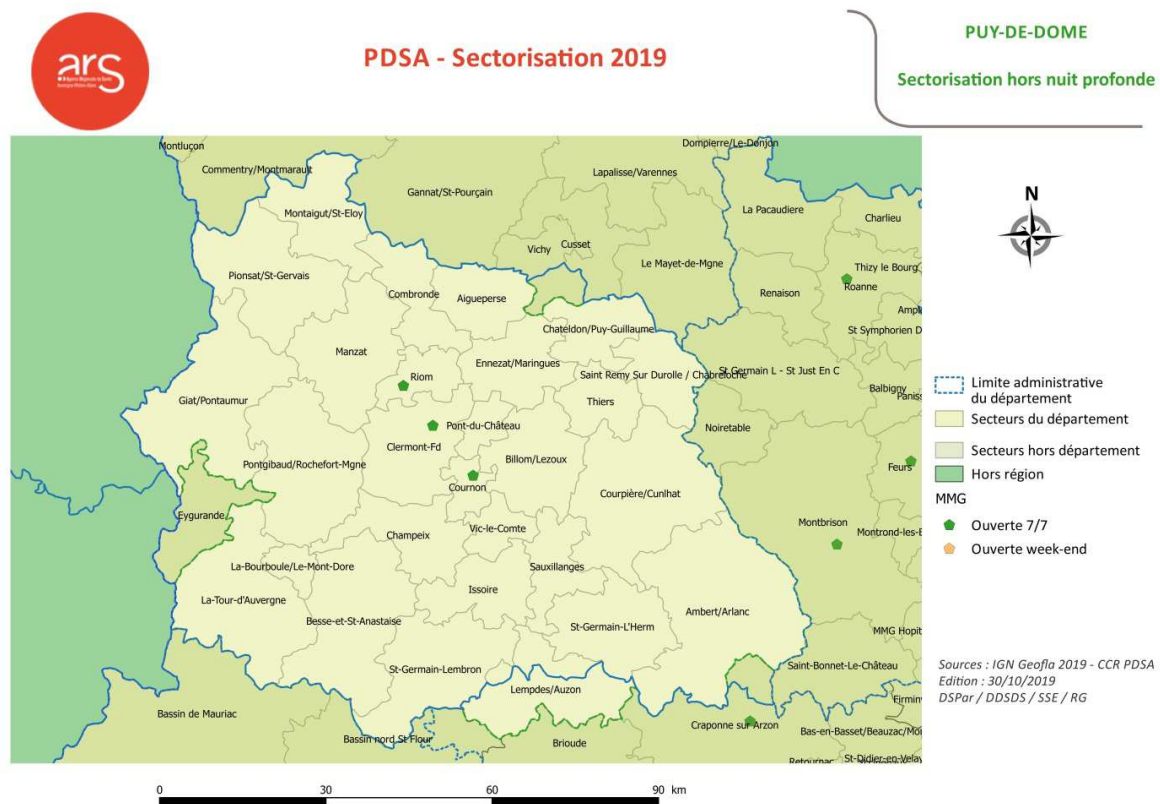 ars
PDSA - Sectorisation 2019
PUY-DE-DOME
Sectorisation hors nuit profonde
Montluçon
Commentry/Montmarault
Gannat/St-Pourçain
Lapalisse/Varennes
Dompierre/Le-Donjon
Montaigut/St-Eloy
La Pacaudiere
Charlieu
Vichy
Cusset
Le Mayet-de-Mgne
Pionsat/St-Gervais
Combronde
Aigueperse
Renaison
Thizy le Bourg
Roanne
Ampl
Chateldon/Puy-Guillaume
St Symphorien D
Manzat
Ennezat/Maringues
Riom
Saint Remy Sur Durolle / Chabreloche
St Germain L - St Just En C
Balbigny
Paniss
Giat/Pontaumur
Thiers
Pont-du-Château
Noiretable
Clermont-Fd
Pontgibaud/Rochefort-Mgne
Billom/Lezoux
Feurs
Cournon
Courpière/Cunlhat
Eygurande
Montbrison
Montrond-les-B
Champeix
Vic-le-Comte
La-Bourboule/Le-Mont-Dore
Sauxillanges
La-Tour-d'Auvergne
Issoire
Besse-et-St-Anastaise
Ambert/Arlanc
St-Germain-L'Herm
MMG Hopit
St-Germain-Lembron
Saint-Bonnet-Le-Château
Lempdes/Auzon
Firmin
Bassin de Mauriac
Craponne sur Arzon
Bassin nord St Flour
Brioude
Bas-en-Basset/Beauzac/Mo
Retournac
St-Didier-en-Velay
N
Limite administrative
du département
Secteurs du département
Secteurs hors département
Hors région
MMG
Ouverte 7/7
Ouverte week-end
Sources : IGN Geofla 2019 - CCR PDSA
Edition : 30/10/2019
DSPar / DDSDS / SSE / RG
0 30 60 90 km